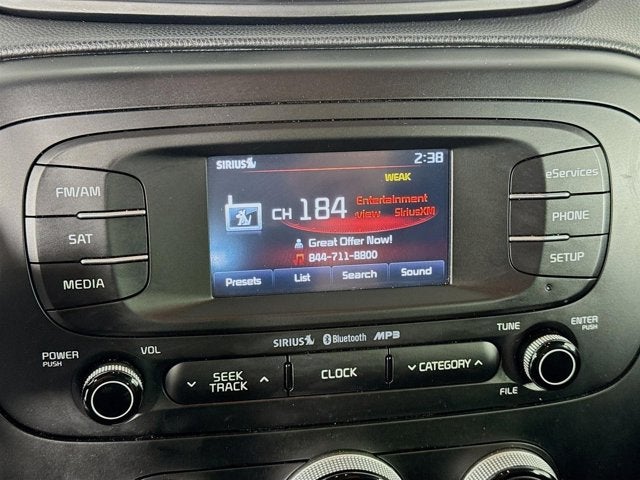 SIRIUS 2:38
WEAK
CH 184 Entertainment
view SiriusXM
Great Offer Now!
844-711-8800
Presets List Search Sound
FM/AM
SAT
MEDIA
eServices
PHONE
SETUP
SIRIUS Bluetooth MP3
POWER
PUSH
VOL
SEEK
TRACK
CLOCK
CATEGORY
TUNE
FILE
ENTER
PUSH